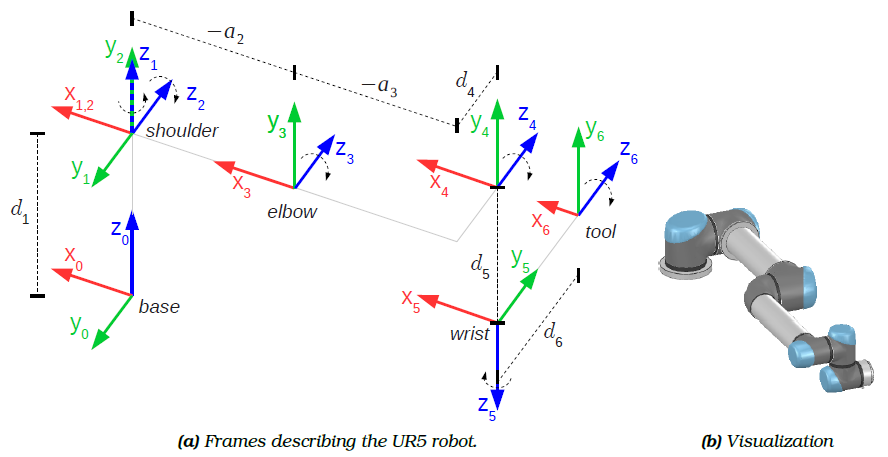 −a₂
y₂
z₁
−a₃
d₄
x₁,₂
z₂
shoulder
y₃
y₄
z₄
y₆
z₃
z₆
y₁
x₃
x₄
x₆
d₁
elbow
tool
z₀
x₀
d₅
y₅
base
x₅
y₀
wrist
d₆
z₅
(a) Frames describing the UR5 robot.
(b) Visualization